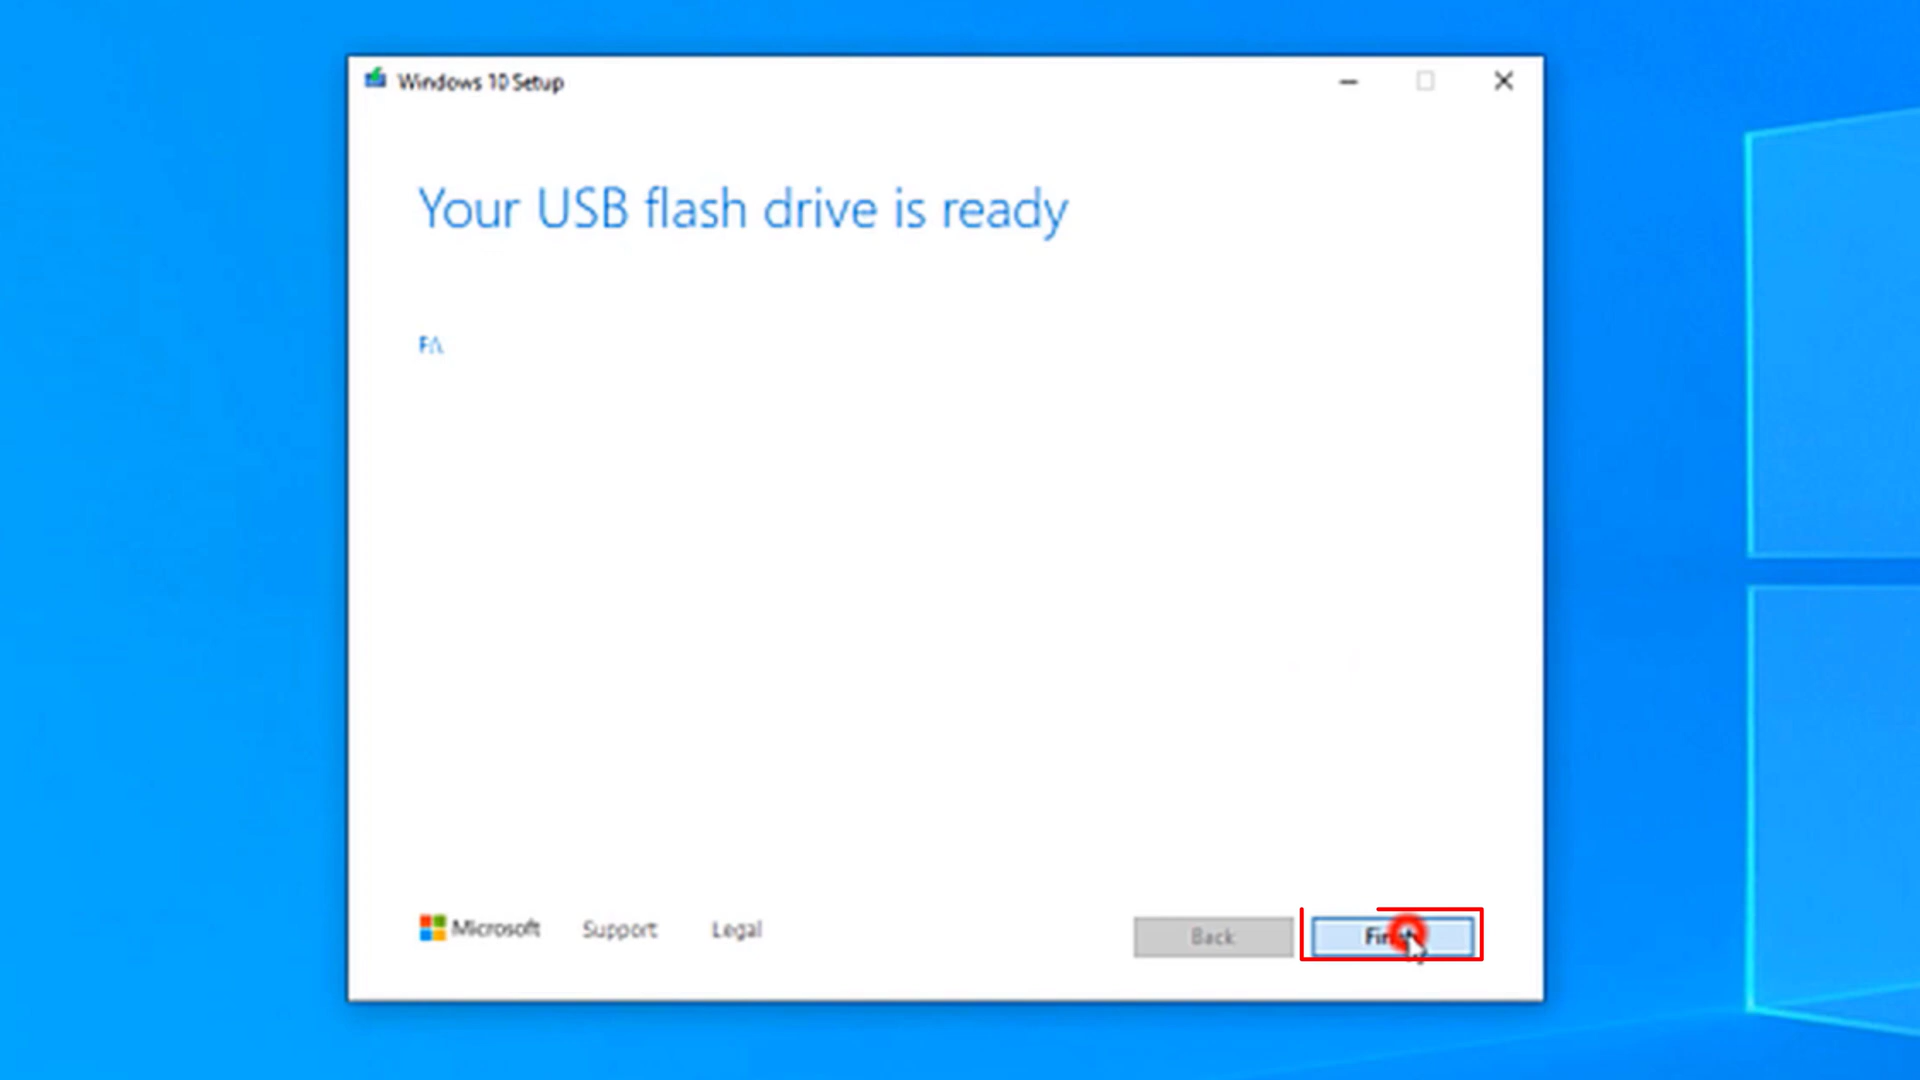 Windows 10 Setup
Your USB flash drive is ready
Microsoft
Support
Legal
Back